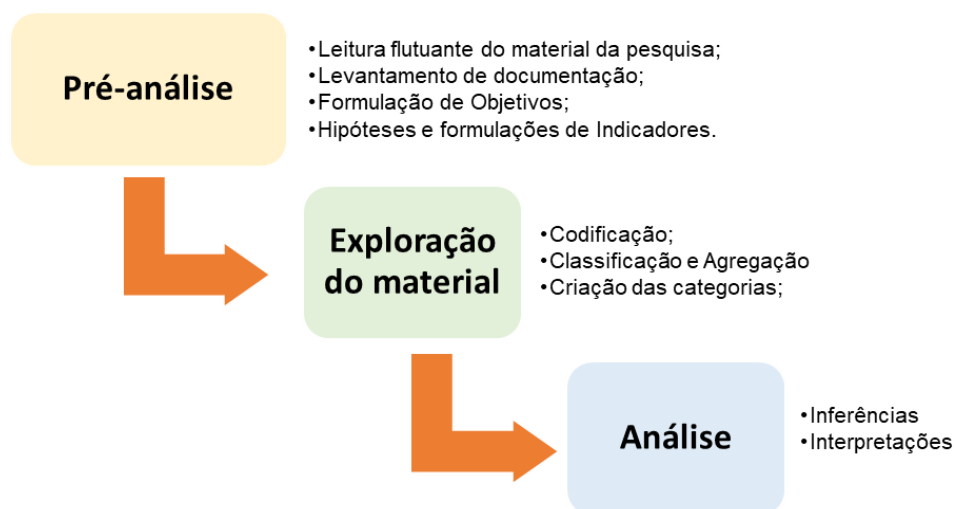 Pré-análise
•Leitura flutuante do material da pesquisa;
•Levantamento de documentação;
•Formulação de Objetivos;
•Hipóteses e formulações de Indicadores.
Exploração
do material
•Codificação;
•Classificação e Agregação
•Criação das categorias;
Análise
•Inferências
•Interpretações